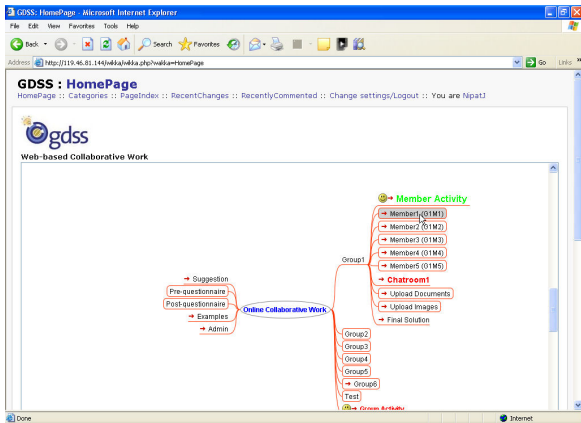 GDSS: HomePage - Microsoft Internet Explorer
File Edit View Favorites Tools Help
Back Search Favorites
Address http://119.46.81.144/wikka/wikka.php?wakka=HomePage Go Links »
GDSS : HomePage
HomePage :: Categories :: PageIndex :: RecentChanges :: RecentlyCommented :: Change settings/Logout :: You are NipatJ
gdss
Web-based Collaborative Work
Member Activity
Member1 (G1M1)
Member2 (G1M2)
Member3 (G1M3)
Member4 (G1M4)
Member5 (G1M5)
Group1
Chatroom1
Upload Documents
Upload Images
Final Solution
Suggestion
Pre-questionnaire
Post-questionnaire
Examples
Admin
Online Collaborative Work
Group2
Group3
Group4
Group5
Group6
Test
Group Activity
Done Internet